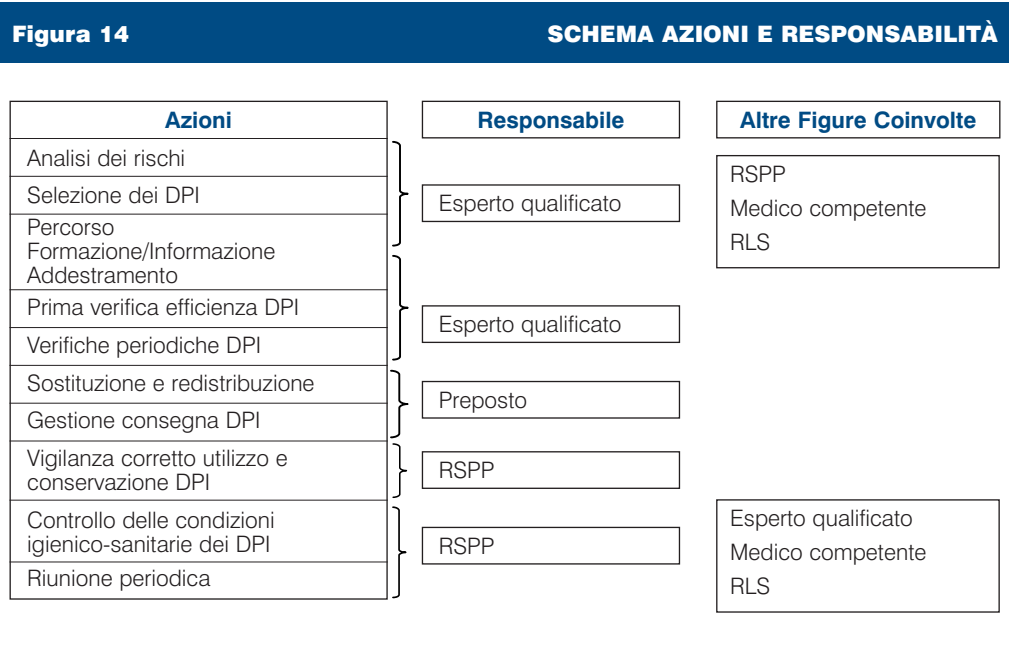 Figura 14
SCHEMA AZIONI E RESPONSABILITÀ
Azioni
Responsabile
Altre Figure Coinvolte
Analisi dei rischi
Selezione dei DPI
Percorso
Formazione/Informazione
Addestramento
Esperto qualificato
RSPP
Medico competente
RLS
Prima verifica efficienza DPI
Verifiche periodiche DPI
Esperto qualificato
Sostituzione e redistribuzione
Gestione consegna DPI
Preposto
Vigilanza corretto utilizzo e
conservazione DPI
RSPP
Controllo delle condizioni
igienico-sanitarie dei DPI
Riunione periodica
RSPP
Esperto qualificato
Medico competente
RLS